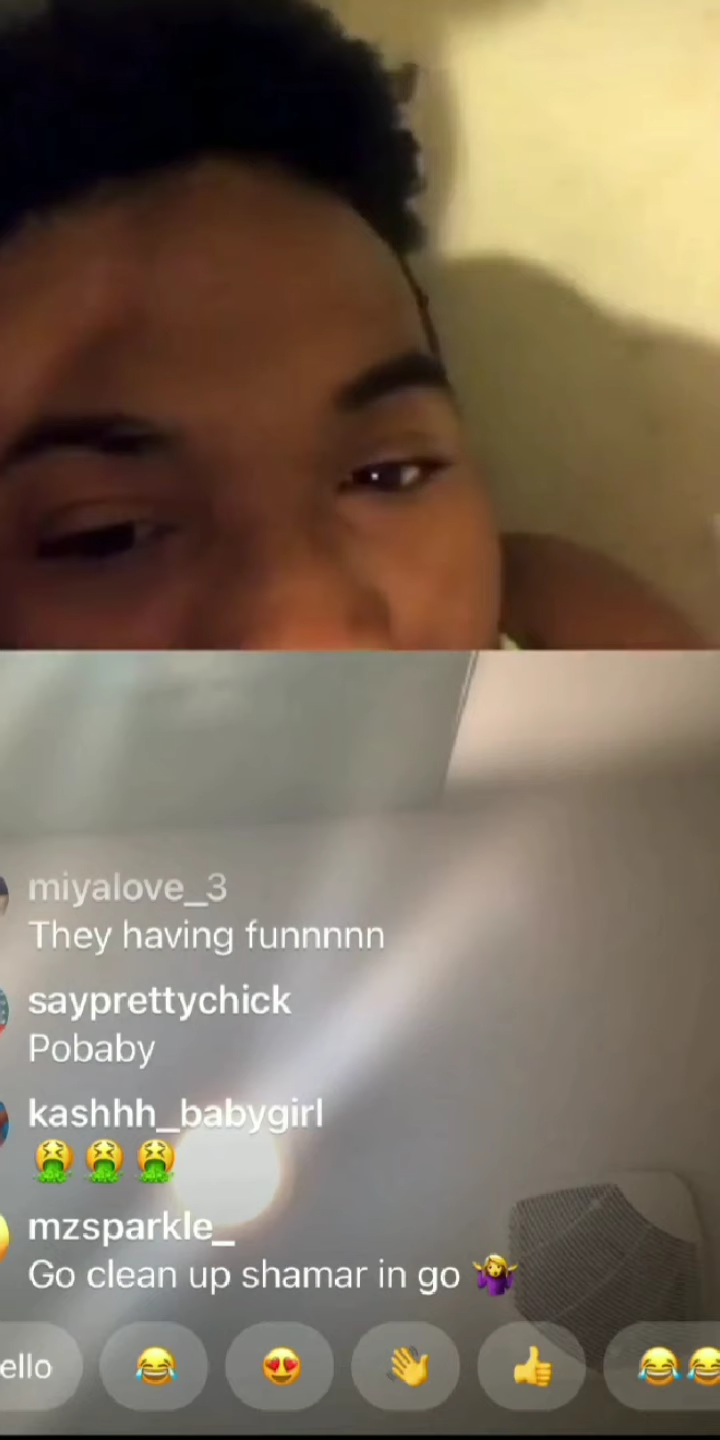 miyalove_3
They having funnnnn
sayprettychick
Pobaby
kashhh_babygirl
🤮🤮🤮
mzsparkle_
Go clean up shamar in go 🤷‍♀️
ello 😂 😍 👋 👍 😂😂